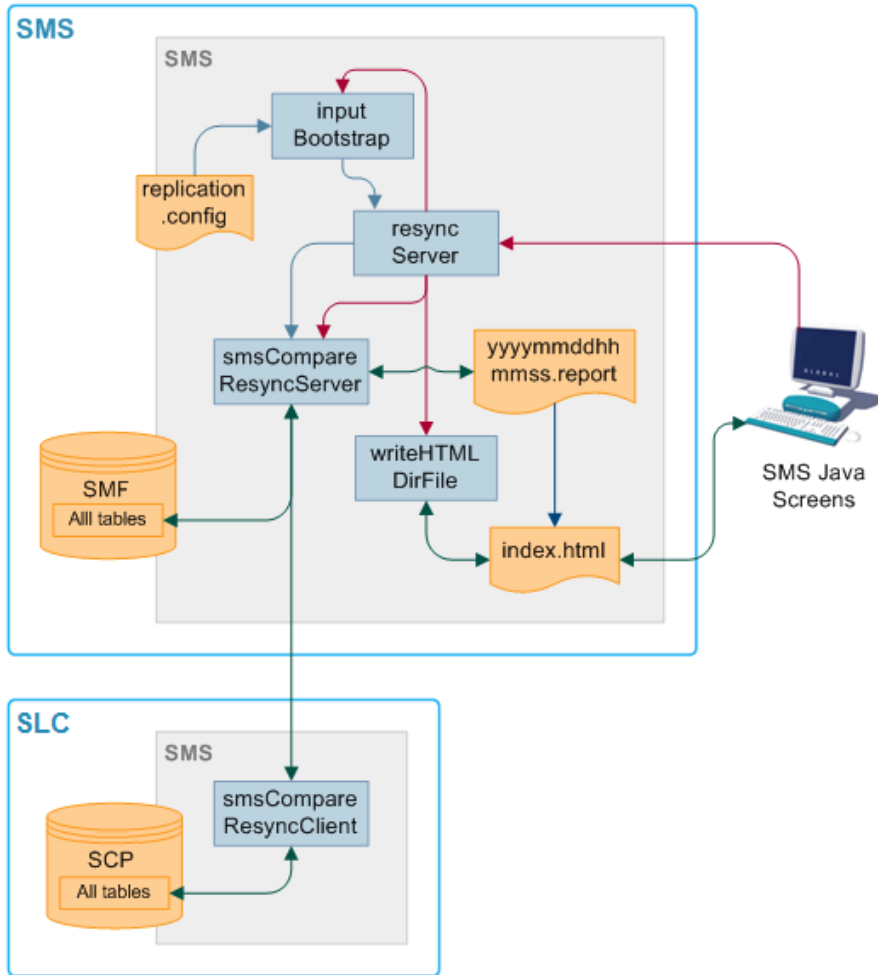 SMS
SMS
input
Bootstrap
replication
.config
resync
Server
smsCompare
ResyncServer
yyyymmddhh
mmss.report
GLOBAL
SMS Java
Screens
writeHTML
DirFile
SMF
Alll tables
index.html
SLC
SMS
smsCompare
ResyncClient
SCP
All tables